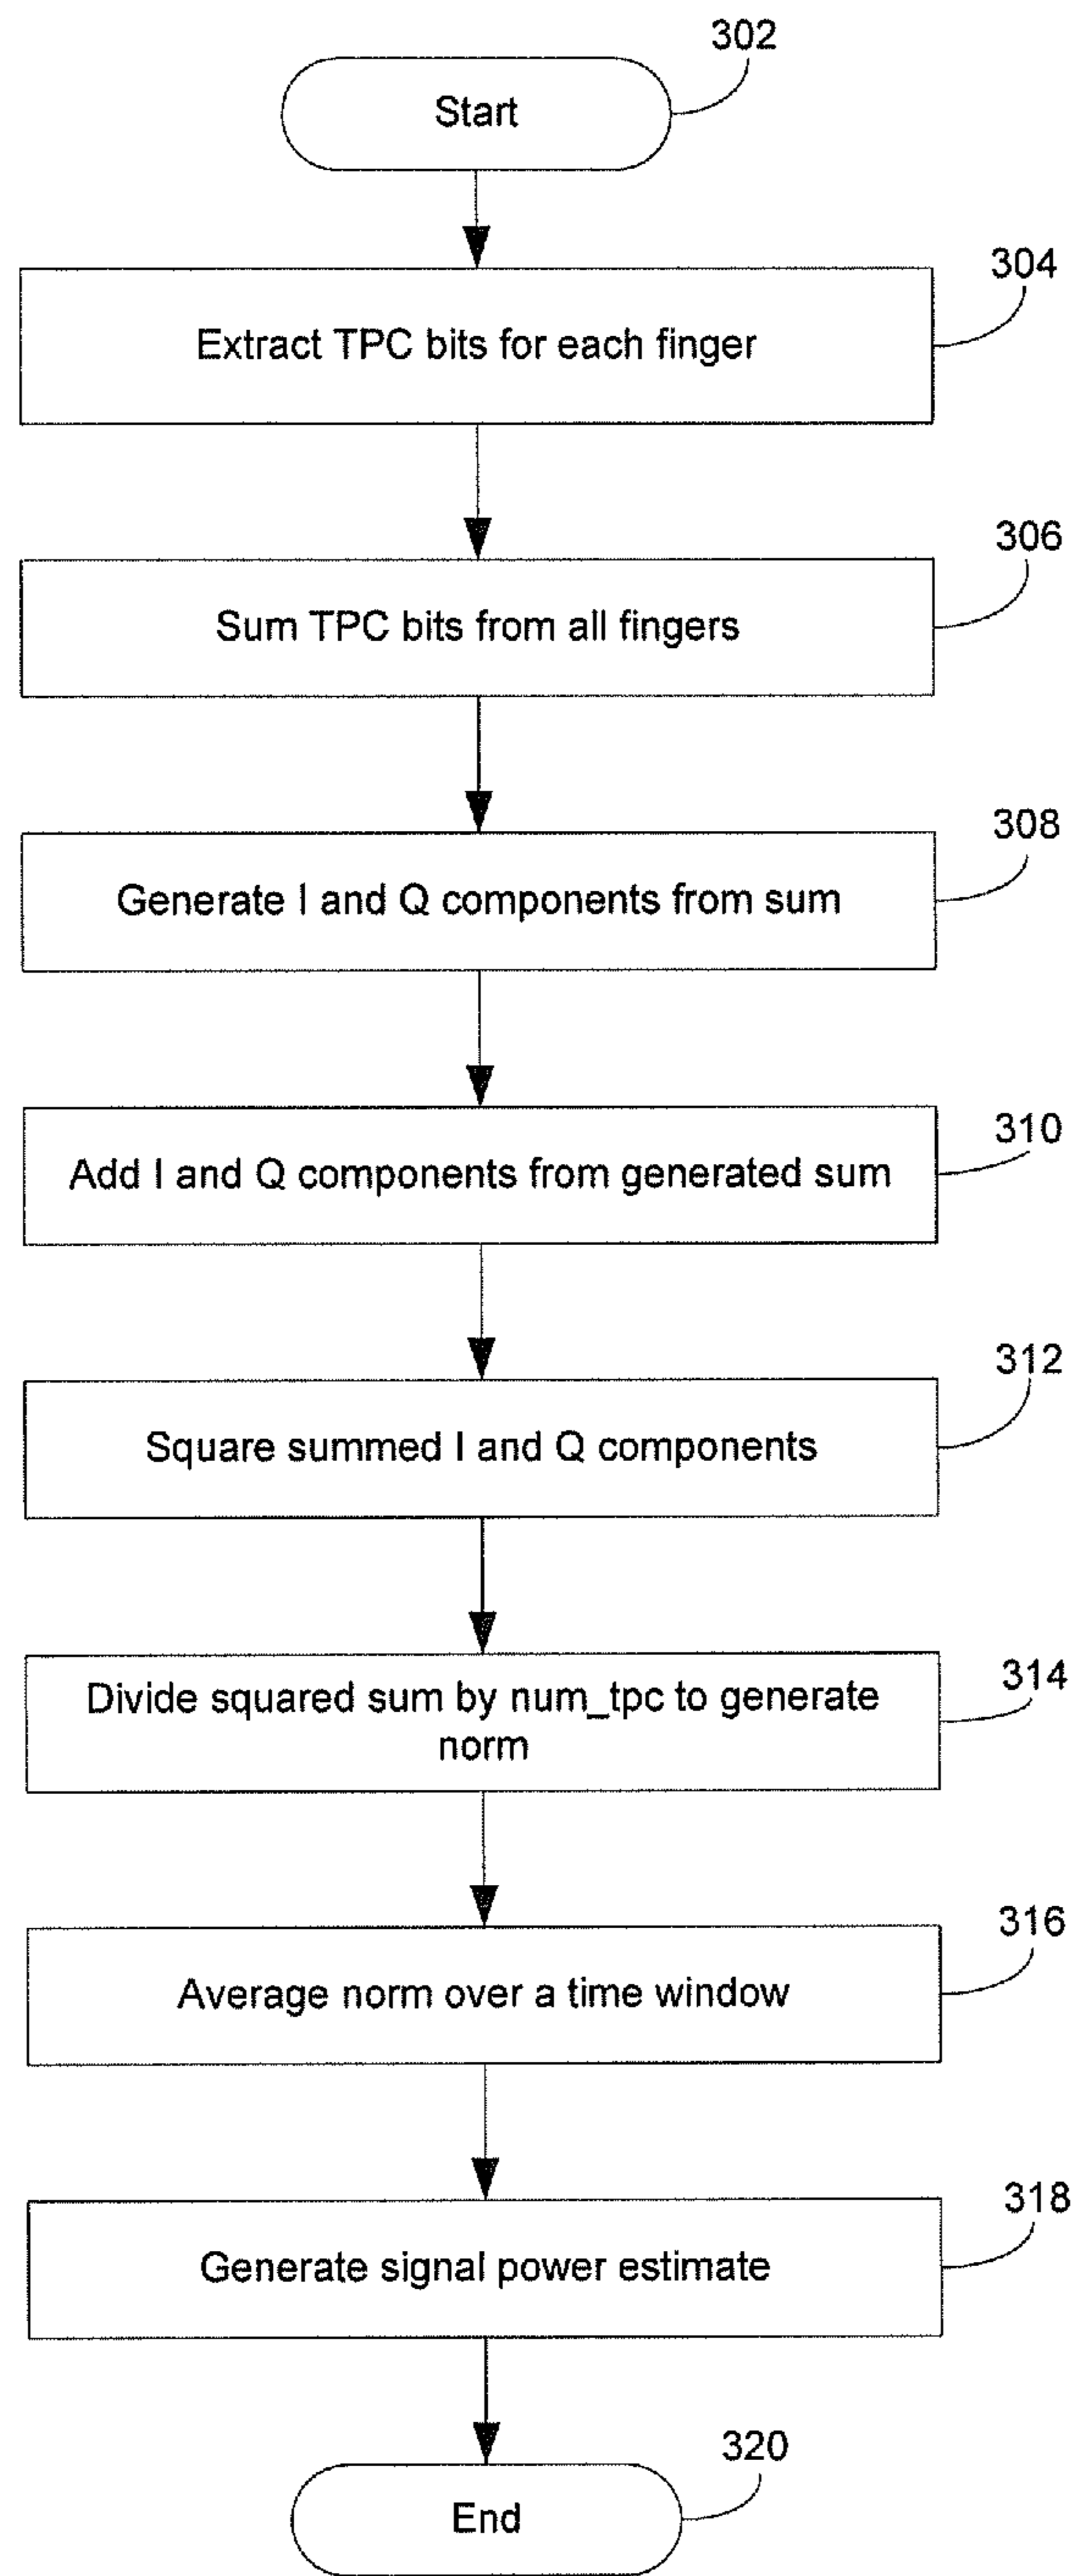 302
Start
304
Extract TPC bits for each finger
306
Sum TPC bits from all fingers
308
Generate I and Q components from sum
310
Add I and Q components from generated sum
312
Square summed I and Q components
314
Divide squared sum by num_tpc to generate
norm
316
Average norm over a time window
318
Generate signal power estimate
320
End